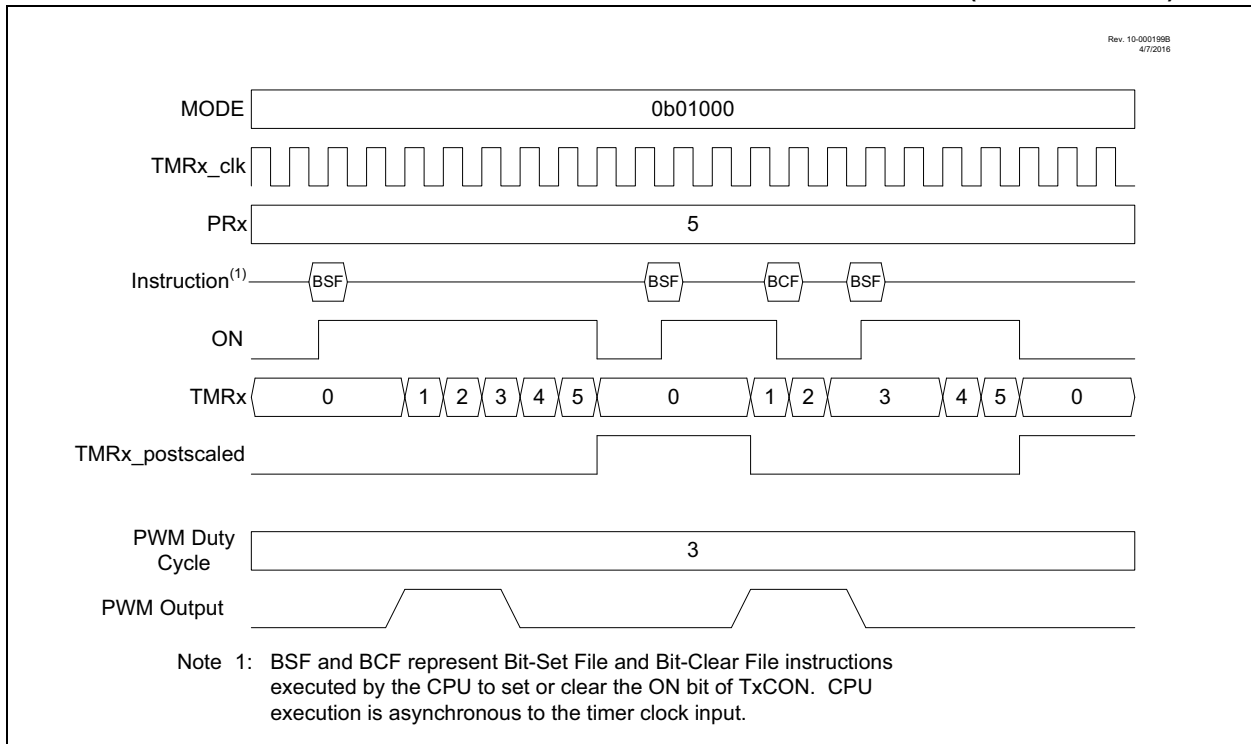 Rev. 10-000199B
4/7/2016
MODE 0b01000
TMRx_clk
PRx 5
Instruction(1) BSF BSF BCF BSF
ON
TMRx 0 1 2 3 4 5 0 1 2 3 4 5 0
TMRx_postscaled
PWM Duty
Cycle 3
PWM Output
Note 1: BSF and BCF represent Bit-Set File and Bit-Clear File instructions
executed by the CPU to set or clear the ON bit of TxCON. CPU
execution is asynchronous to the timer clock input.